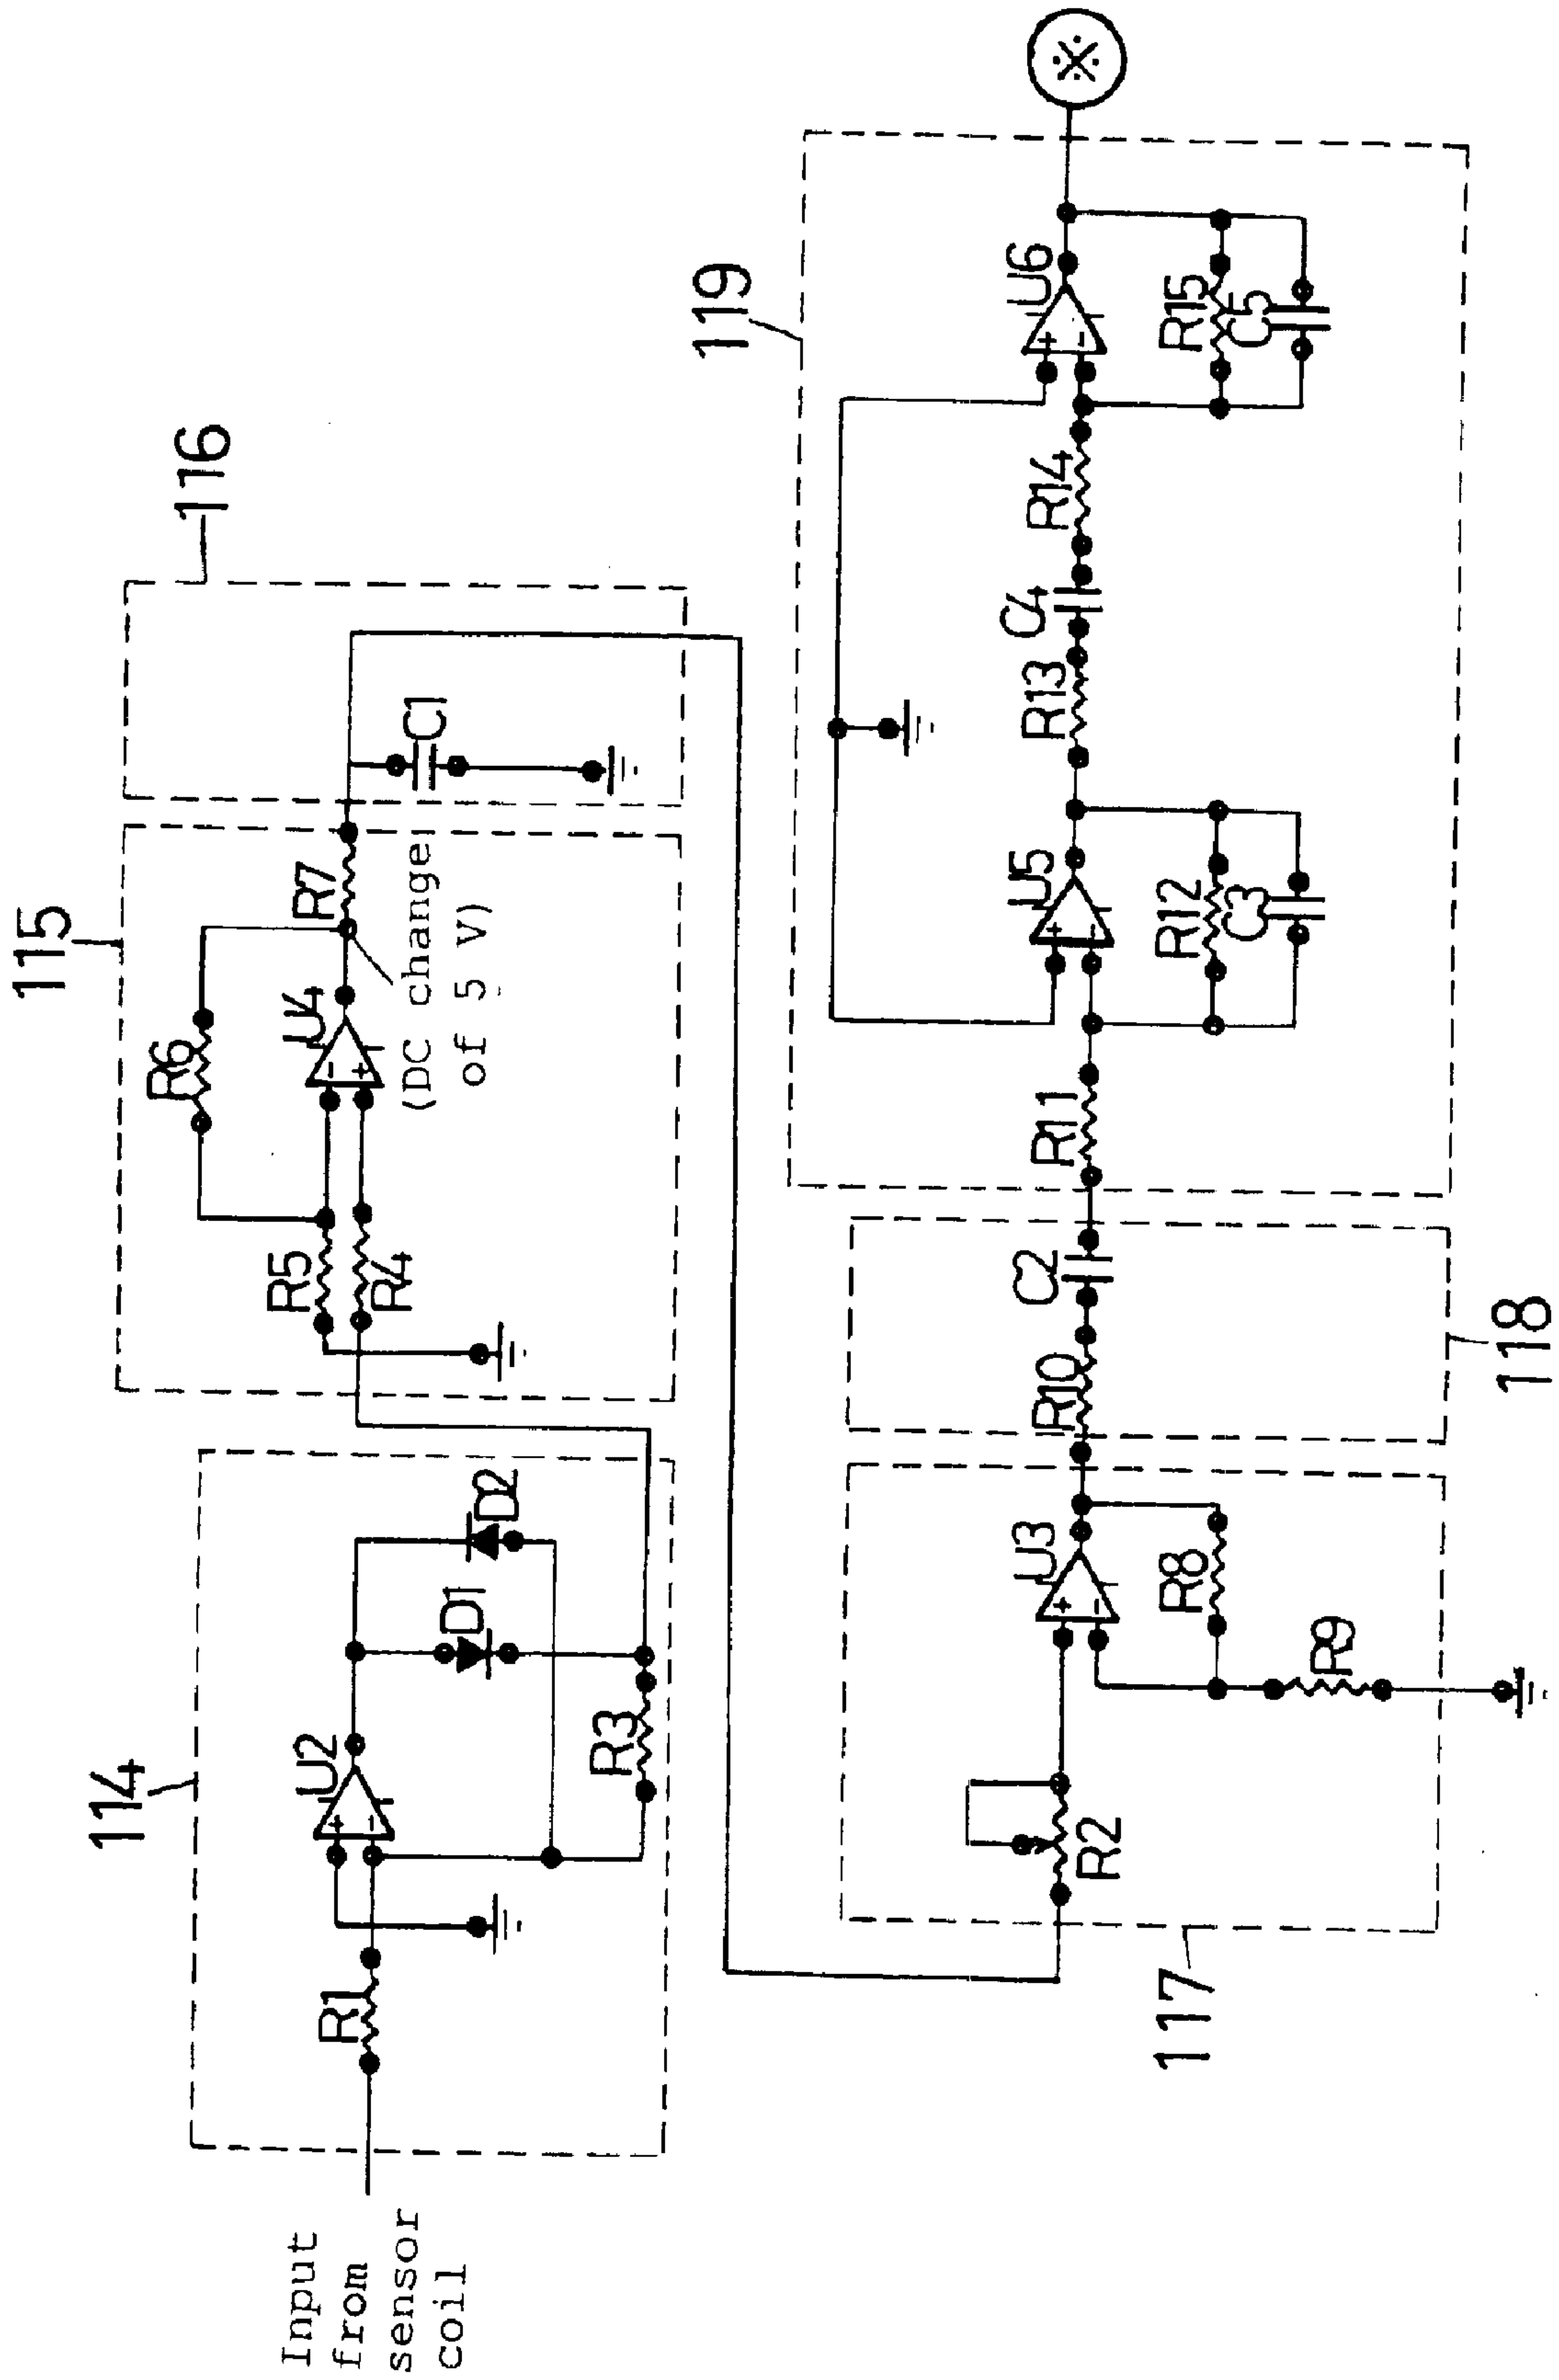 114
115
116
Input
from
sensor
coil
R1
U2
+
−
D1
D2
R3
R5
R4
R6
U4
−
+
R7
(DC change
of 5 V)
C1
117
118
119
R2
U3
+
−
R8
R9
R10
C2
R11
U5
+
−
R12
C3
R13
C4
R14
U6
+
−
R15
C5
※